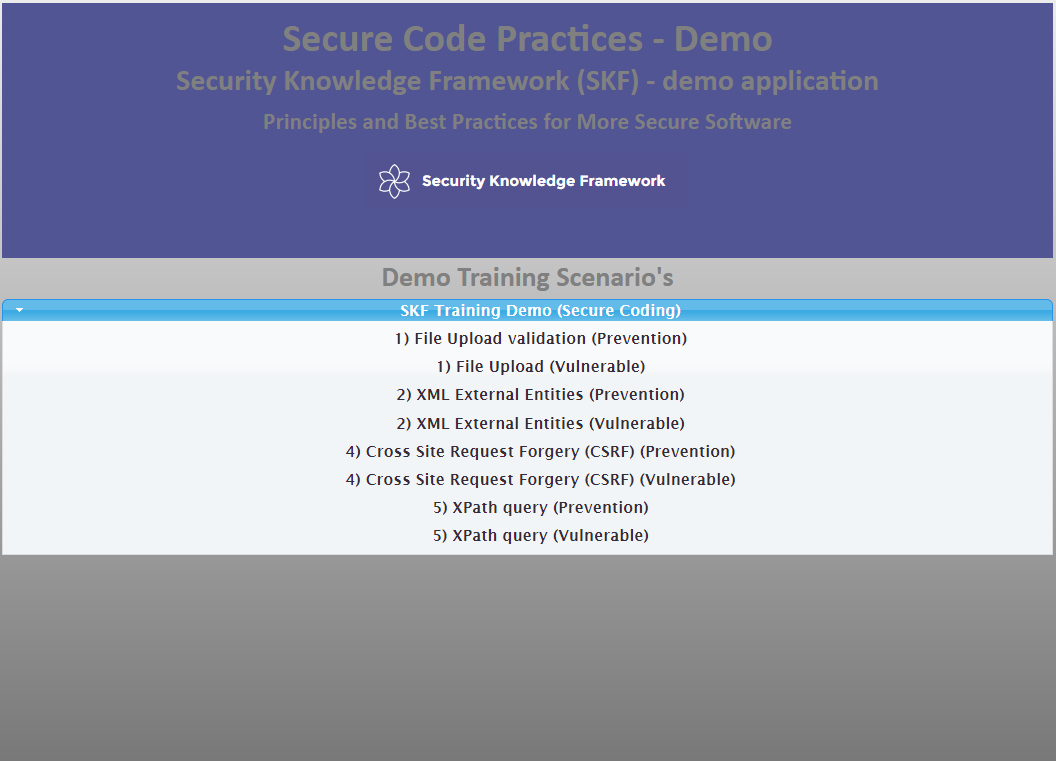 Secure Code Practices - Demo
Security Knowledge Framework (SKF) - demo application
Principles and Best Practices for More Secure Software
Security Knowledge Framework
Demo Training Scenario's
SKF Training Demo (Secure Coding)
1) File Upload validation (Prevention)
1) File Upload (Vulnerable)
2) XML External Entities (Prevention)
2) XML External Entities (Vulnerable)
4) Cross Site Request Forgery (CSRF) (Prevention)
4) Cross Site Request Forgery (CSRF) (Vulnerable)
5) XPath query (Prevention)
5) XPath query (Vulnerable)